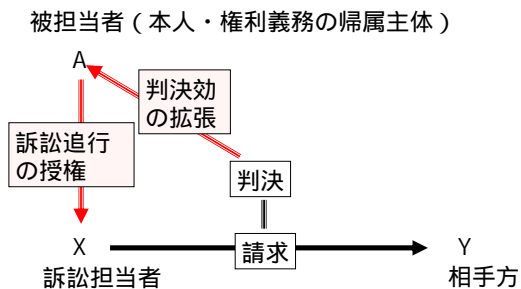 被担当者(本人・権利義務の帰属主体)
A
判決効
の拡張
訴訟追行
の授権
判決
X
請求
Y
訴訟担当者
相手方